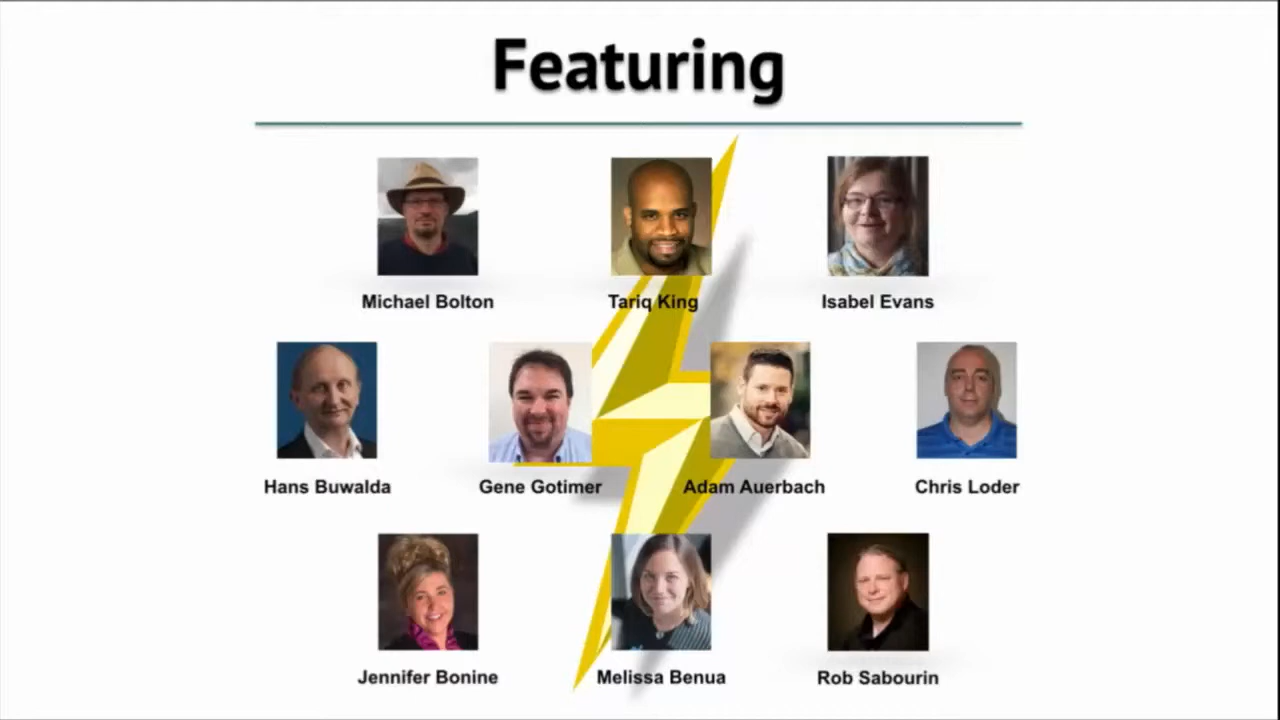 Featuring
Michael Bolton
Tariq King
Isabel Evans
Hans Buwalda
Gene Gotimer
Adam Auerbach
Chris Loder
Jennifer Bonine
Melissa Benua
Rob Sabourin